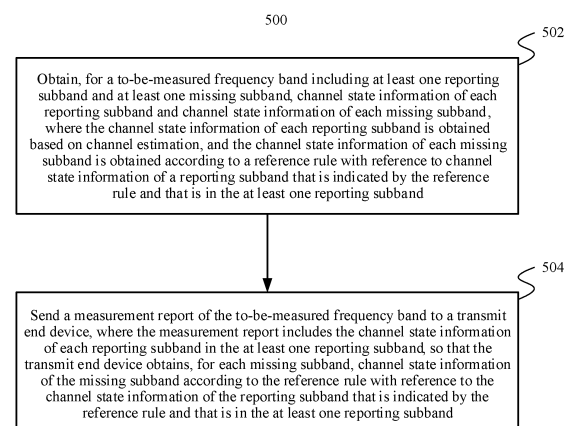 500
502
Obtain, for a to-be-measured frequency band including at least one reporting
subband and at least one missing subband, channel state information of each
reporting subband and channel state information of each missing subband,
where the channel state information of each reporting subband is obtained
based on channel estimation, and the channel state information of each missing
subband is obtained according to a reference rule with reference to channel
state information of a reporting subband that is indicated by the reference
rule and that is in the at least one reporting subband
504
Send a measurement report of the to-be-measured frequency band to a transmit
end device, where the measurement report includes the channel state information
of each reporting subband in the at least one reporting subband, so that the
transmit end device obtains, for each missing subband, channel state information
of the missing subband according to the reference rule with reference to the
channel state information of the reporting subband that is indicated by the
reference rule and that is in the at least one reporting subband